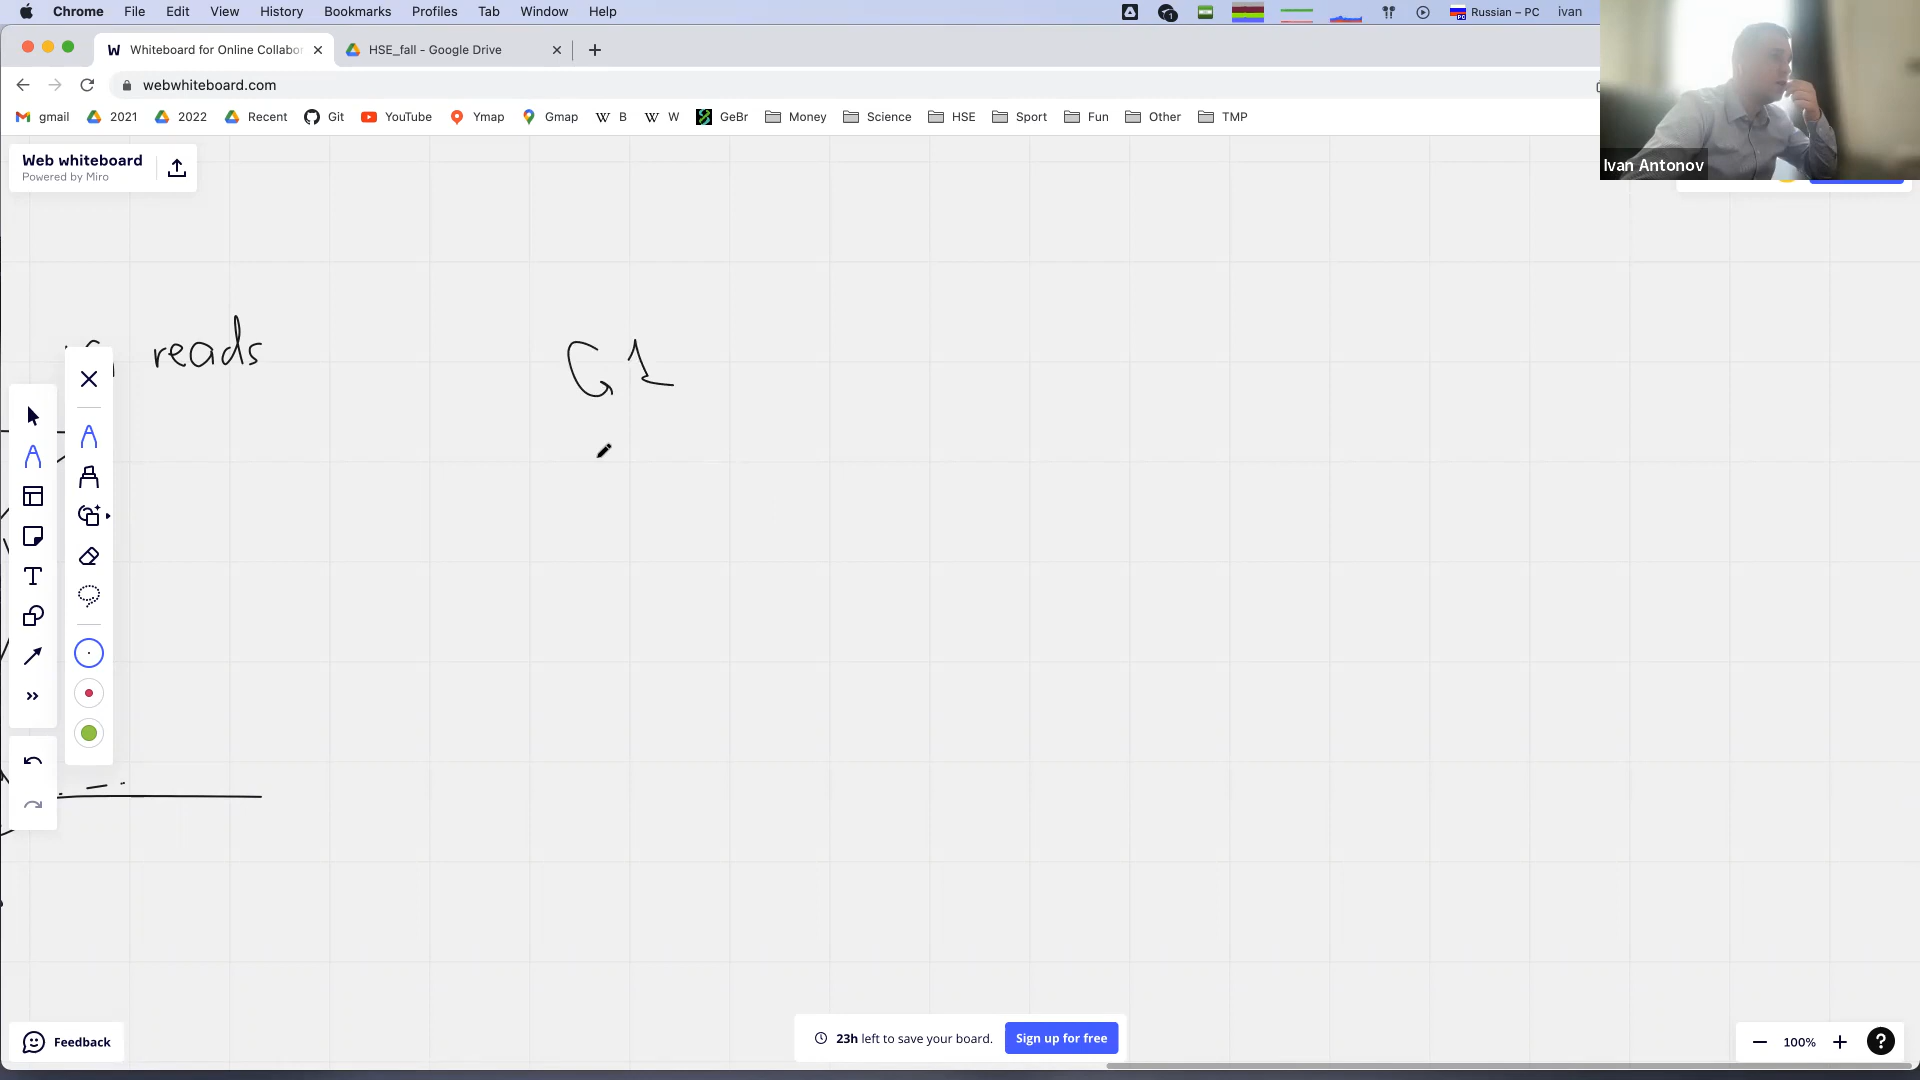 Chrome File Edit View History Bookmarks Profiles Tab Window Help
1 Russian – PC ivan
Whiteboard for Online Collabor
HSE_fall - Google Drive
webwhiteboard.com
gmail 2021 2022 Recent Git YouTube Ymap Gmap B W GeBr Money Science HSE Sport Fun Other TMP
Ivan Antonov
Web whiteboard
Powered by Miro
reads
G1
23h left to save your board.
Sign up for free
Feedback
100%